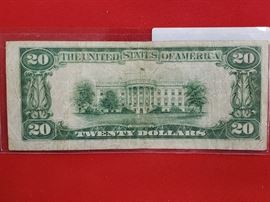 20 THE UNITED STATES OF AMERICA 20
20 TWENTY DOLLARS 20